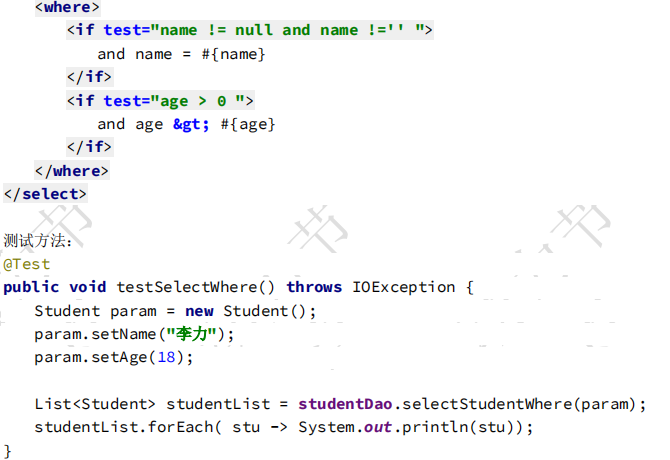 <where>
<if test="name != null and name !='' ">
and name = #{name}
</if>
<if test="age > 0 ">
and age &gt; #{age}
</if>
</where>
</select>
测试方法:
@Test
public void testSelectWhere() throws IOException {
Student param = new Student();
param.setName("李力");
param.setAge(18);
List<Student> studentList = studentDao.selectStudentWhere(param);
studentList.forEach( stu -> System.out.println(stu));
}